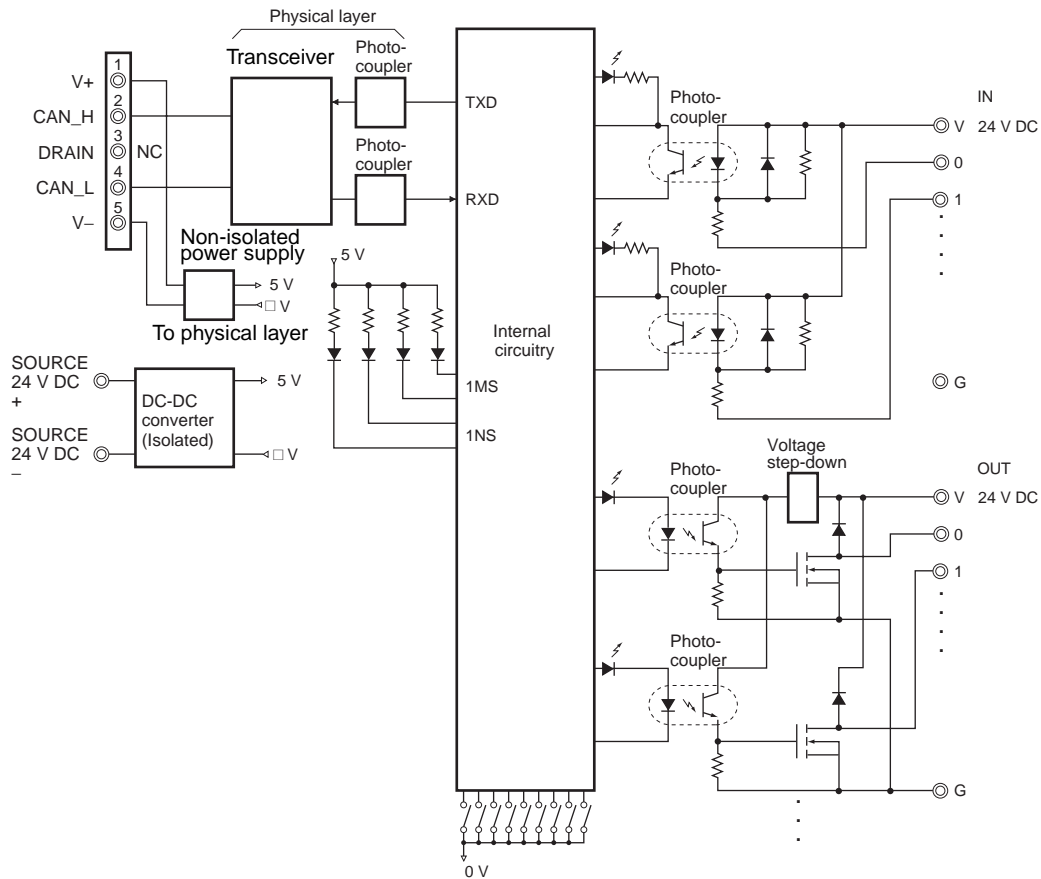 Physical layer
Transceiver
Photo-
coupler
1
V+
2
CAN_H
3
DRAIN
NC
4
CAN_L
5
V–
TXD
Photo-
coupler
RXD
Non-isolated
power supply
5 V
□ V
To physical layer
5 V
SOURCE
24 V DC
+
SOURCE
24 V DC
–
DC-DC
converter
(Isolated)
5 V
□ V
Internal
circuitry
1MS
1NS
0 V
Photo-
coupler
IN
V 24 V DC
0
1
Photo-
coupler
G
Photo-
coupler
Voltage
step-down
OUT
V 24 V DC
0
1
Photo-
coupler
G